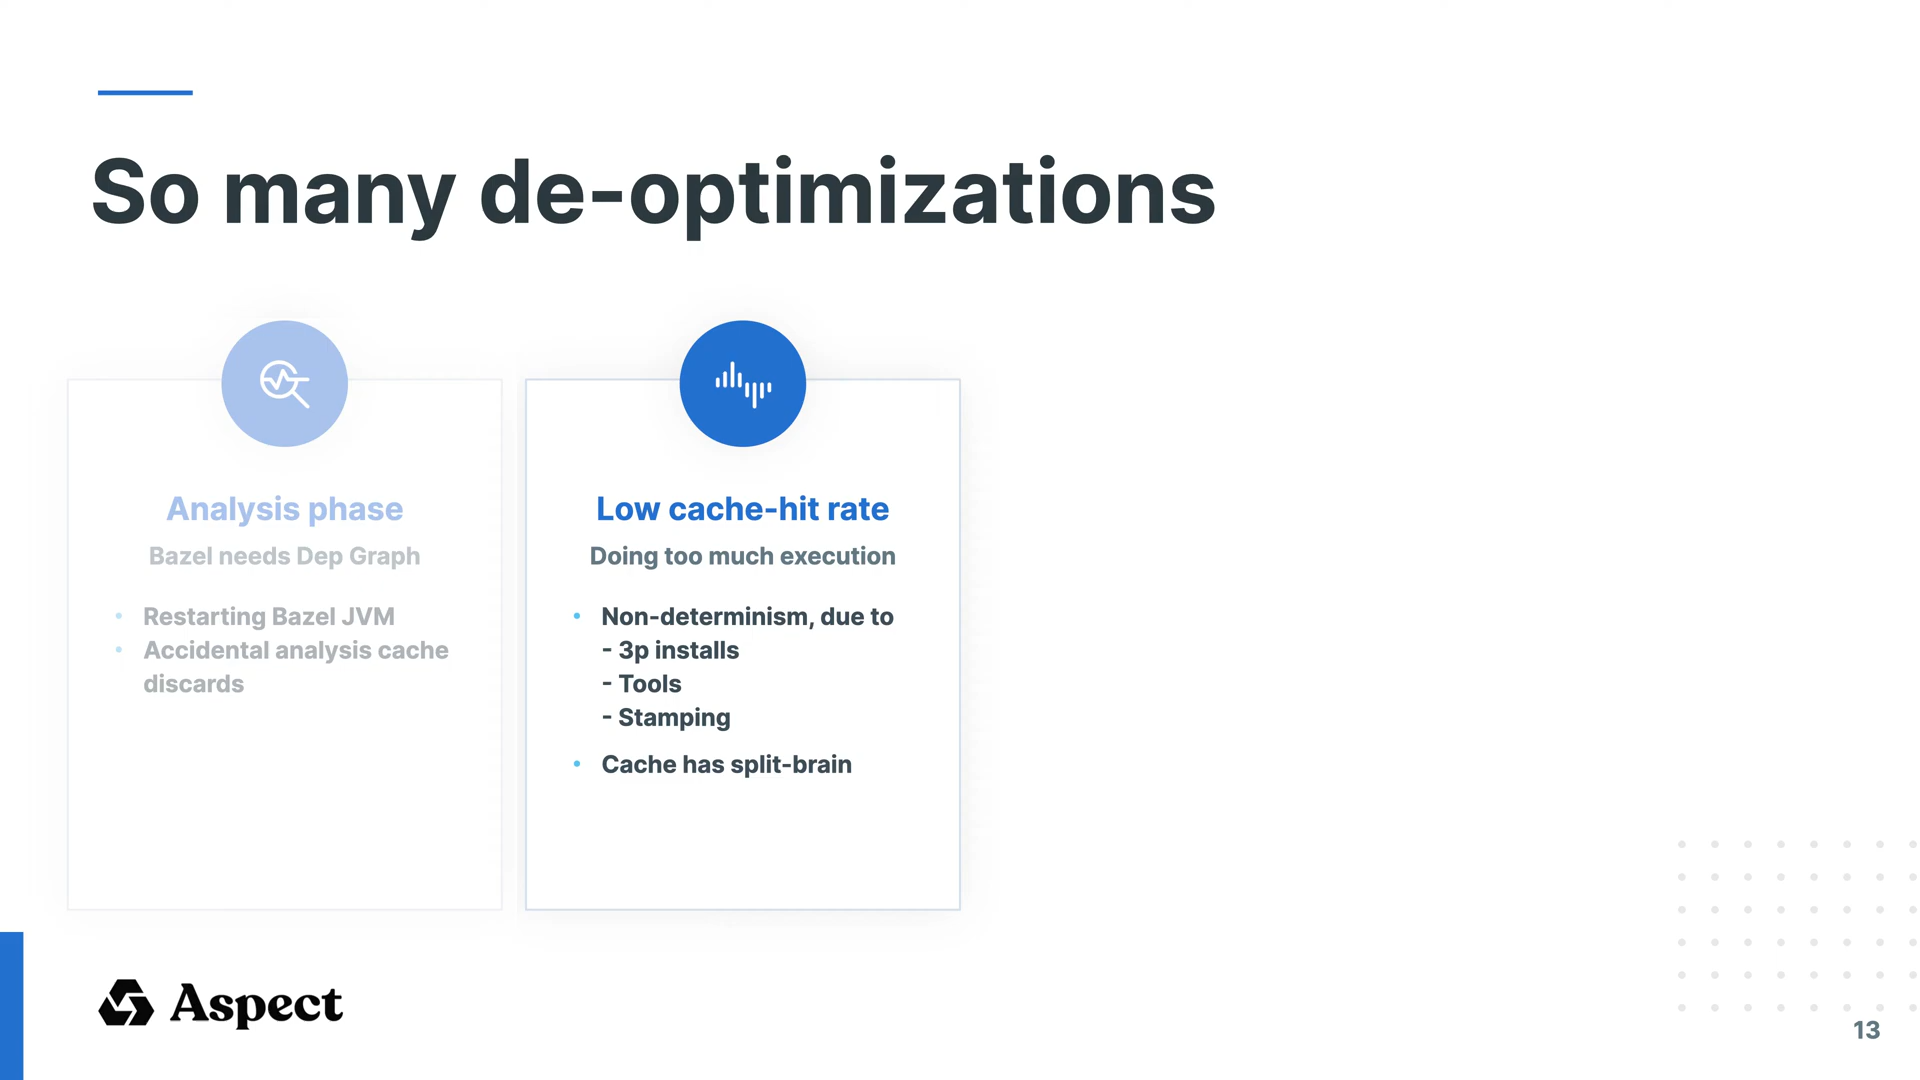 So many de-optimizations
Analysis phase
Bazel needs Dep Graph
• Restarting Bazel JVM
• Accidental analysis cache
discards
Low cache-hit rate
Doing too much execution
• Non-determinism, due to
- 3p installs
- Tools
- Stamping
• Cache has split-brain
Aspect
13